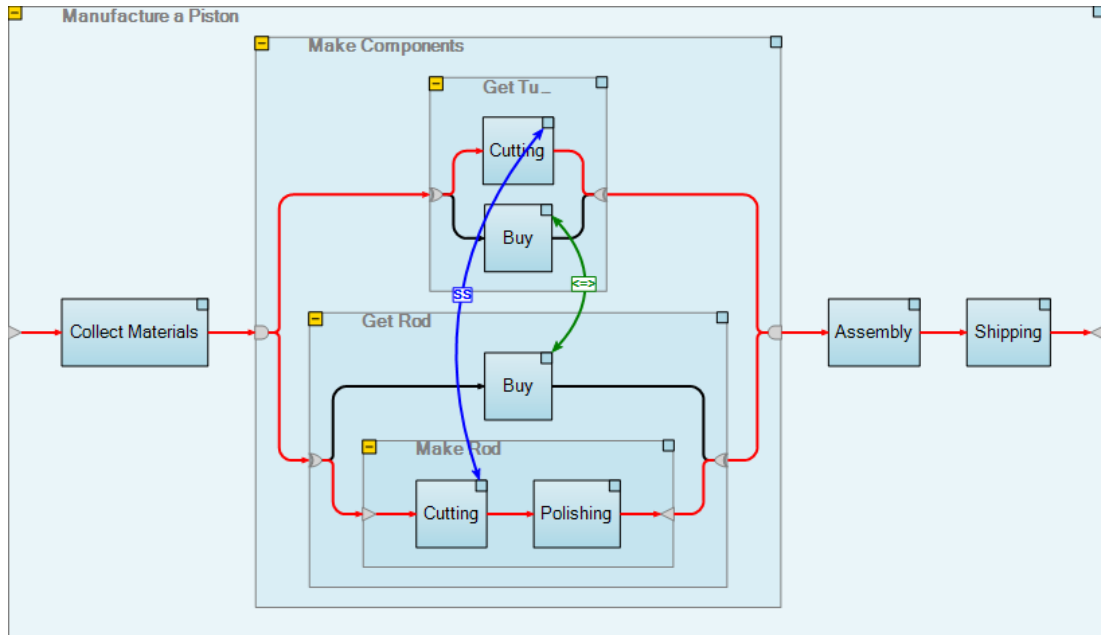 Manufacture a Piston
Make Components
Get Tu_
Cutting
Buy
SS
<=>
Collect Materials
Assembly
Shipping
Get Rod
Buy
Make Rod
Cutting
Polishing